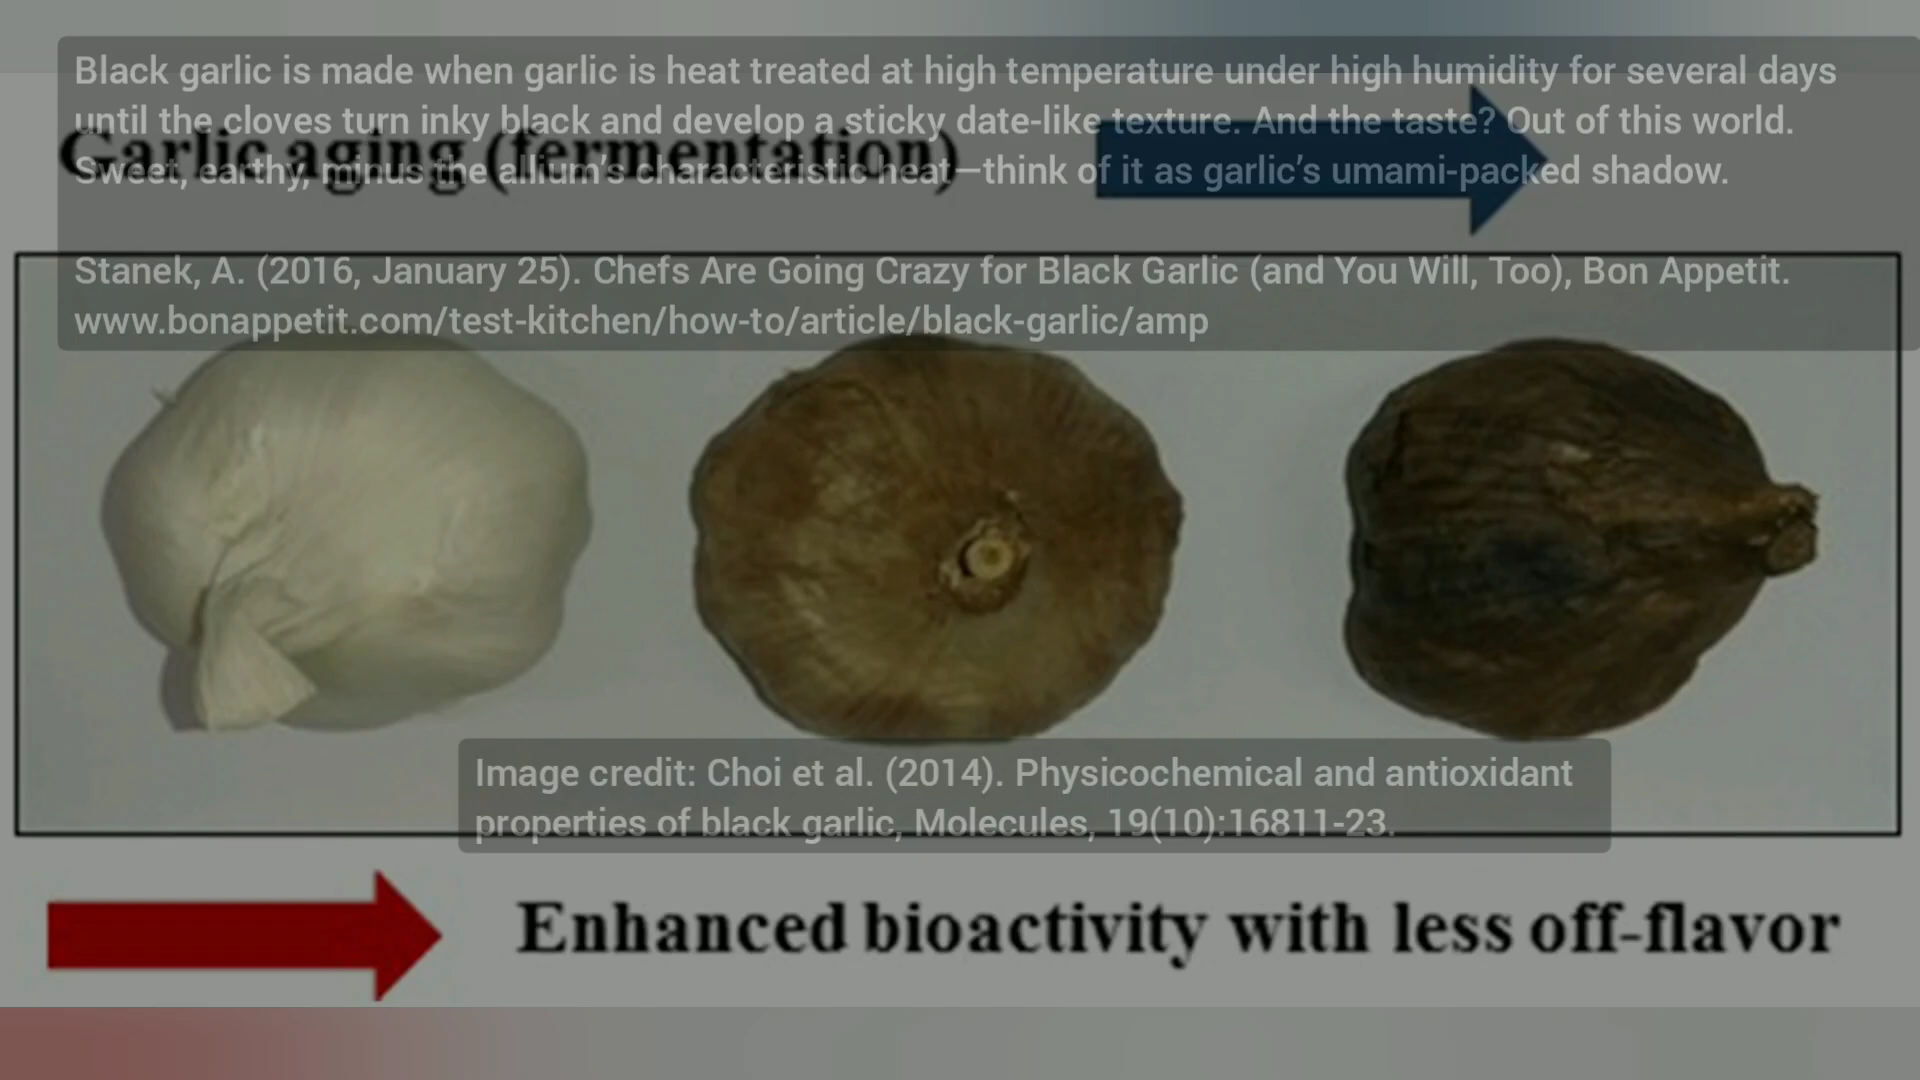 Black garlic is made when garlic is heat treated at high temperature under high humidity for several days
until the cloves turn inky black and develop a sticky date-like texture. And the taste? Out of this world.
Garlic aging (fermentation)
Sweet, earthy, minus the allium’s characteristic heat—think of it as garlic’s umami-packed shadow.
Stanek, A. (2016, January 25). Chefs Are Going Crazy for Black Garlic (and You Will, Too), Bon Appetit.
www.bonappetit.com/test-kitchen/how-to/article/black-garlic/amp
Image credit: Choi et al. (2014). Physicochemical and antioxidant
properties of black garlic, Molecules, 19(10):16811-23.
Enhanced bioactivity with less off-flavor